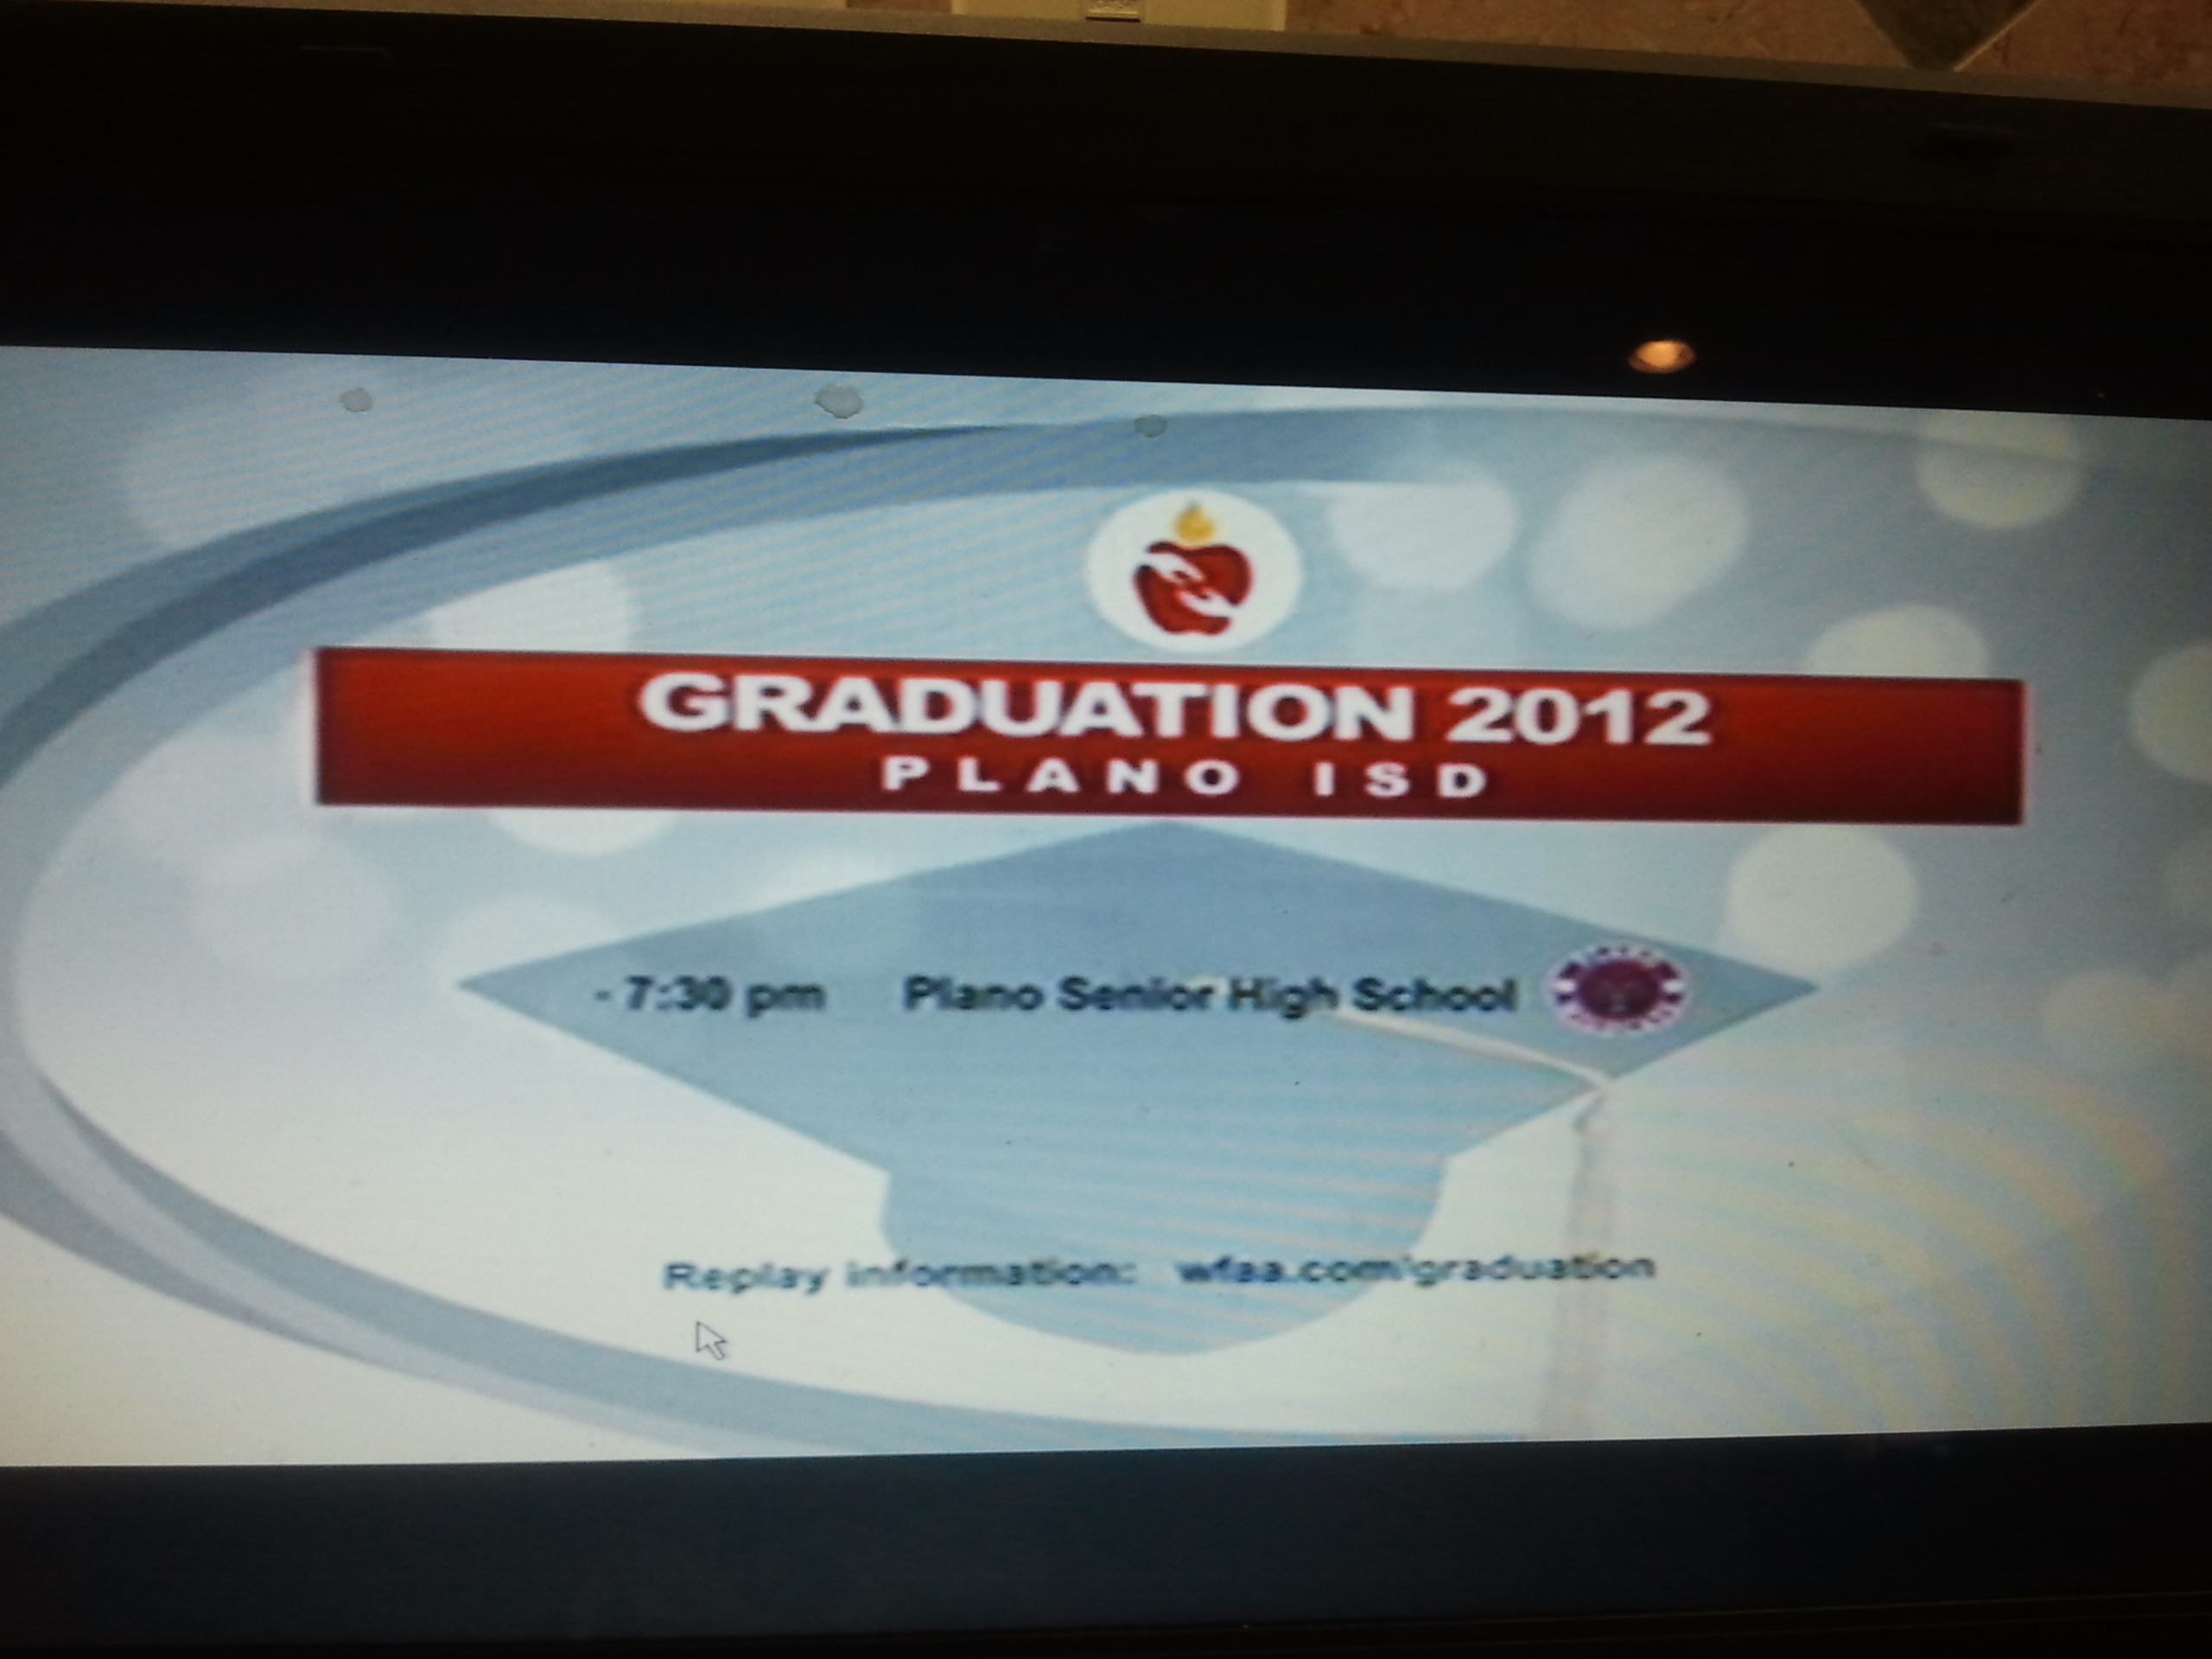 GRADUATION 2012
PLANO ISD
- 7:30 pm Plano Senior High School
Replay information: wfaa.com/graduation